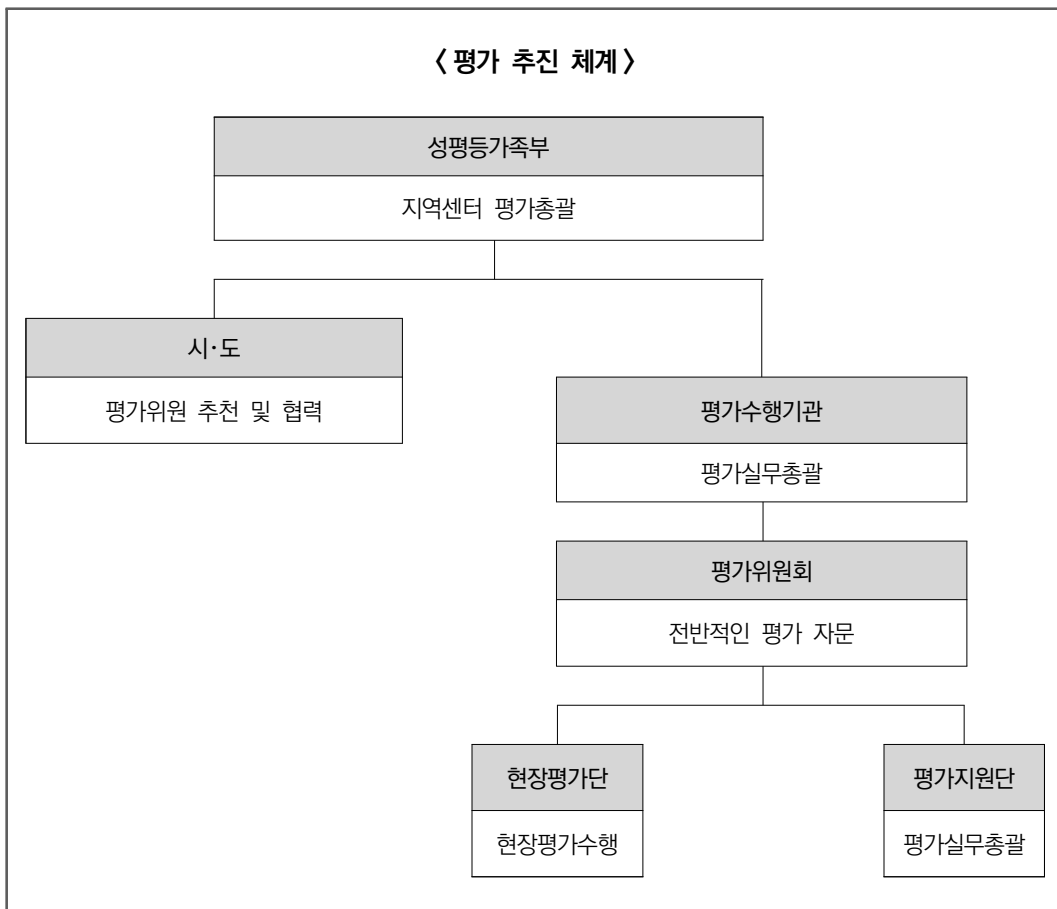 〈 평가 추진 체계 〉
성평등가족부
지역센터 평가총괄
시·도
평가위원 추천 및 협력
평가수행기관
평가실무총괄
평가위원회
전반적인 평가 자문
현장평가단
현장평가수행
평가지원단
평가실무총괄